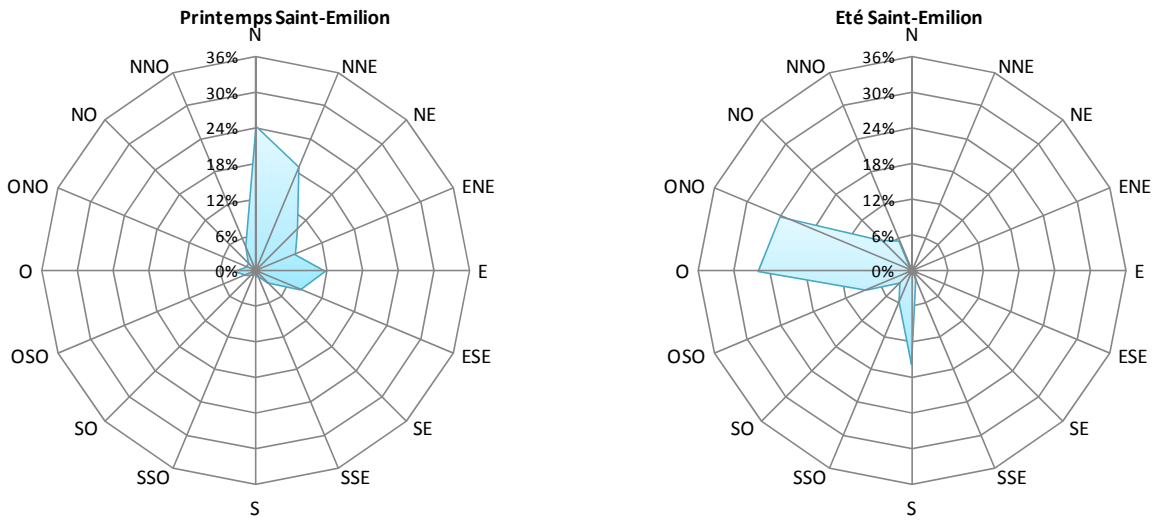 Printemps Saint-Emilion
N
36%
30%
24%
18%
12%
6%
0%
NNE
NE
ENE
E
ESE
SE
SSE
S
SSO
SO
OSO
O
ONO
NO
NNO
Eté Saint-Emilion
N
36%
30%
24%
18%
12%
6%
0%
NNE
NE
ENE
E
ESE
SE
SSE
S
SSO
SO
OSO
O
ONO
NO
NNO